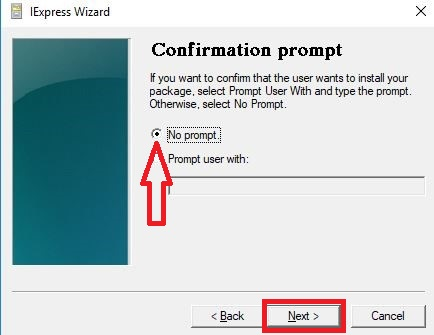 IExpress Wizard
Confirmation prompt
If you want to confirm that the user wants to install your
package, select Prompt User With and type the prompt.
Otherwise, select No Prompt.
No prompt.
Prompt user with:
< Back
Next >
Cancel